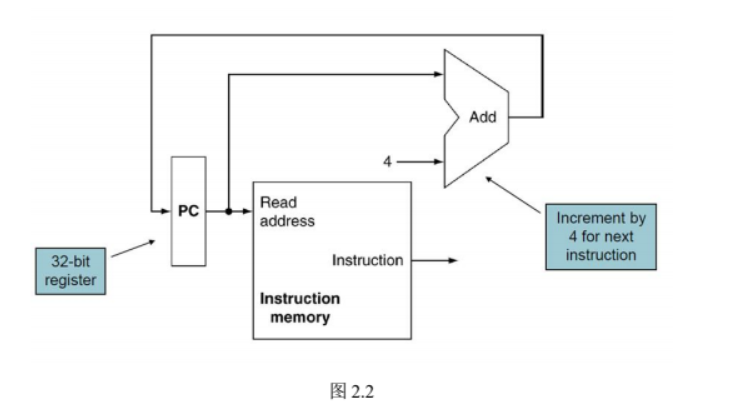 Add
4
PC
Read
address
Increment by
4 for next
instruction
32-bit
register
Instruction
Instruction
memory
图 2.2